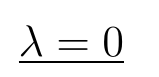 λ = 0